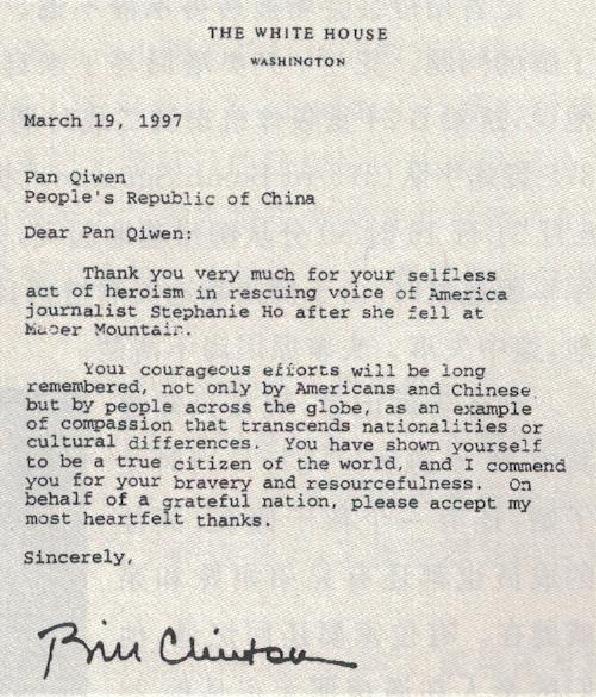 THE WHITE HOUSE
WASHINGTON
March 19, 1997
Pan Qiwen
People's Republic of China
Dear Pan Qiwen:
Thank you very much for your selfless
act of heroism in rescuing voice of America
journalist Stephanie Ho after she fell at
Mountain.
Your courageous efforts will be long
remembered, not only by Americans and Chinese
but by people across the globe, as an example
of compassion that transcends nationalities or
cultural differences. You have shown yourself
to be a true citizen of the world, and I commend
you for your bravery and resourcefulness. On
behalf of a grateful nation, please accept my
most heartfelt thanks.
Sincerely,
Bill Clinton